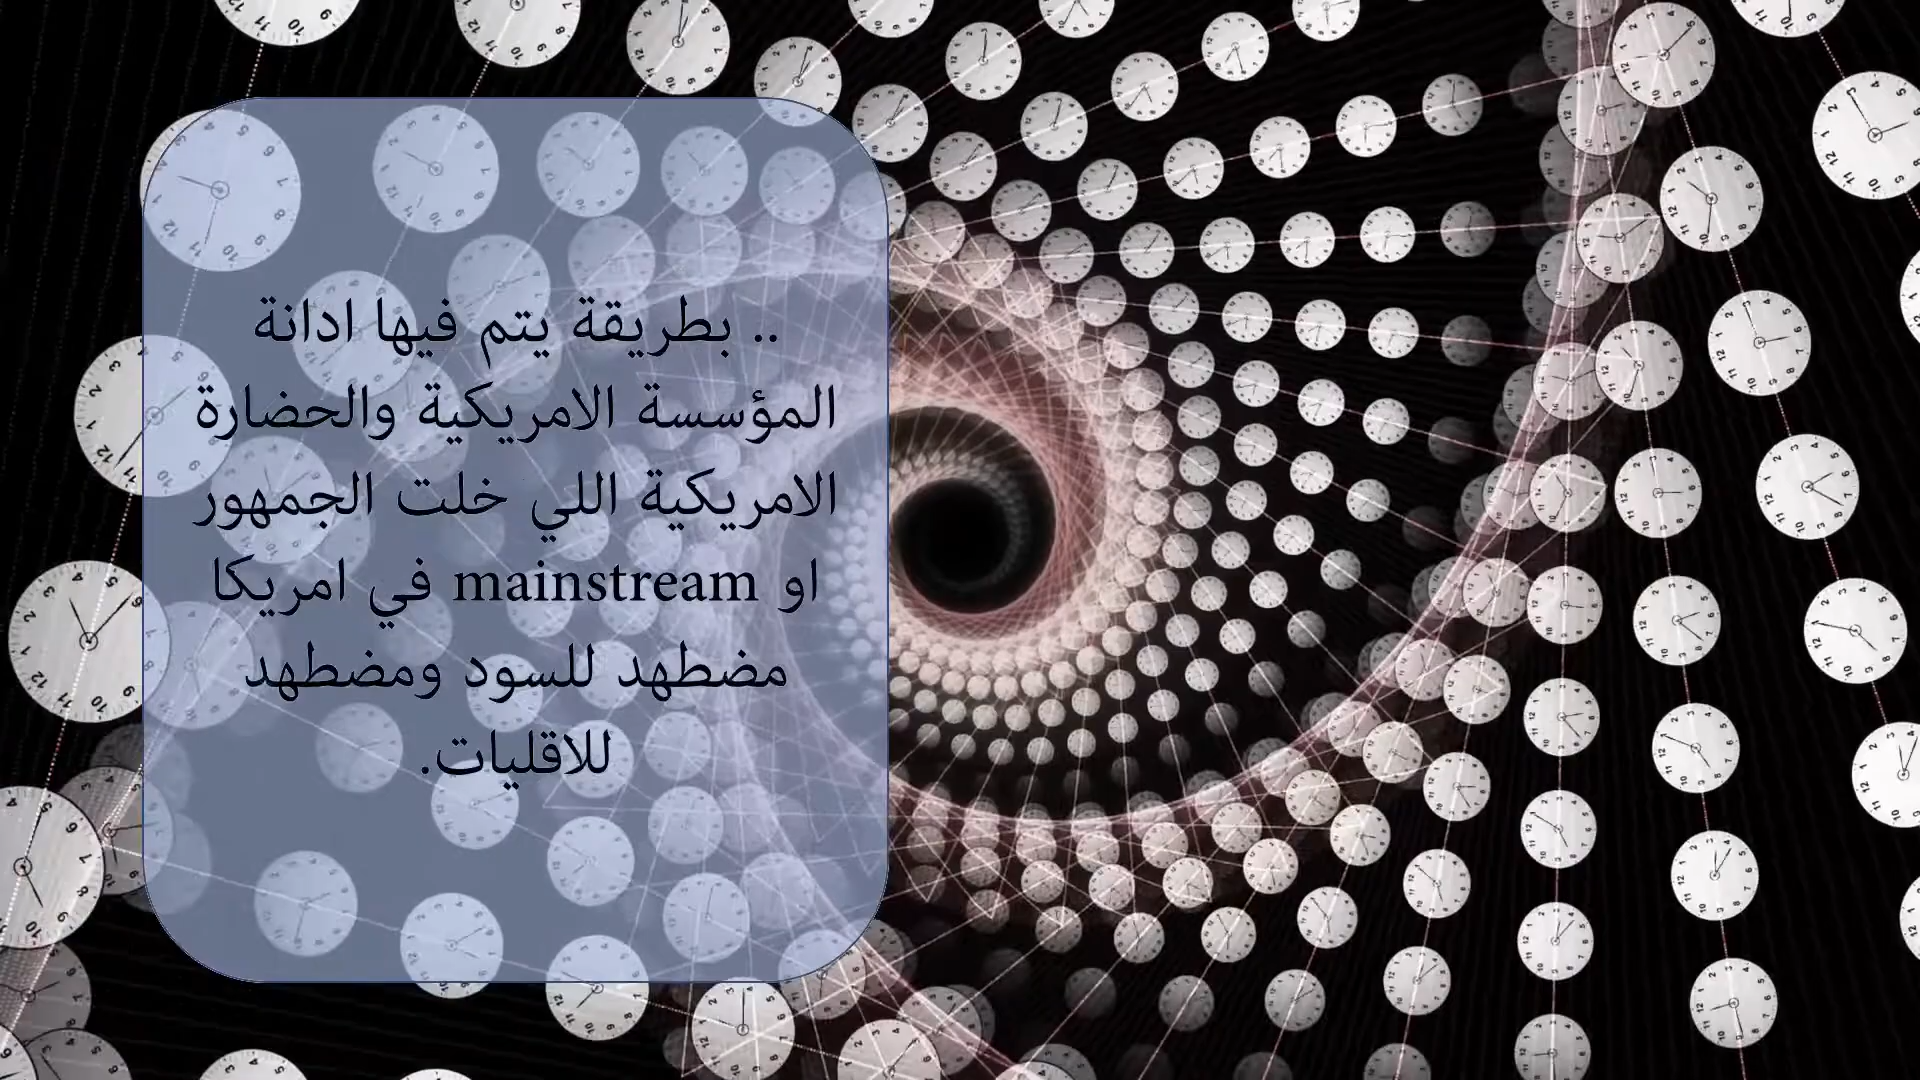 .. بطريقة يتم فيها ادانة
المؤسسة الامريكية والحضارة
الامريكية اللي خلت الجمهور
او mainstream في امريكا
مضطهد للسود ومضطهد
للاقليات.